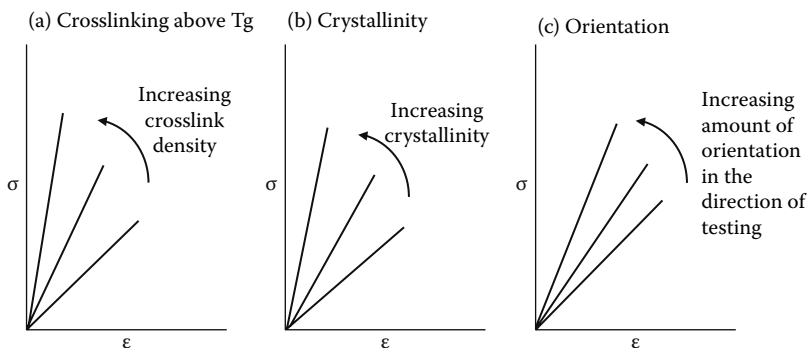 (a) Crosslinking above Tg
Increasing
crosslink
density
σ
ε
(b) Crystallinity
Increasing
crystallinity
σ
ε
(c) Orientation
Increasing
amount of
orientation
in the
direction of
testing
σ
ε